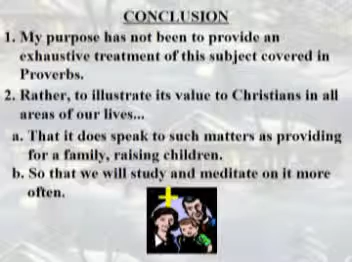 CONCLUSION
1. My purpose has not been to provide an
exhaustive treatment of this subject covered in
Proverbs.
2. Rather, to illustrate its value to Christians in all
areas of our lives...
a. That it does speak to such matters as providing
for a family, raising children.
b. So that we will study and meditate on it more
often.